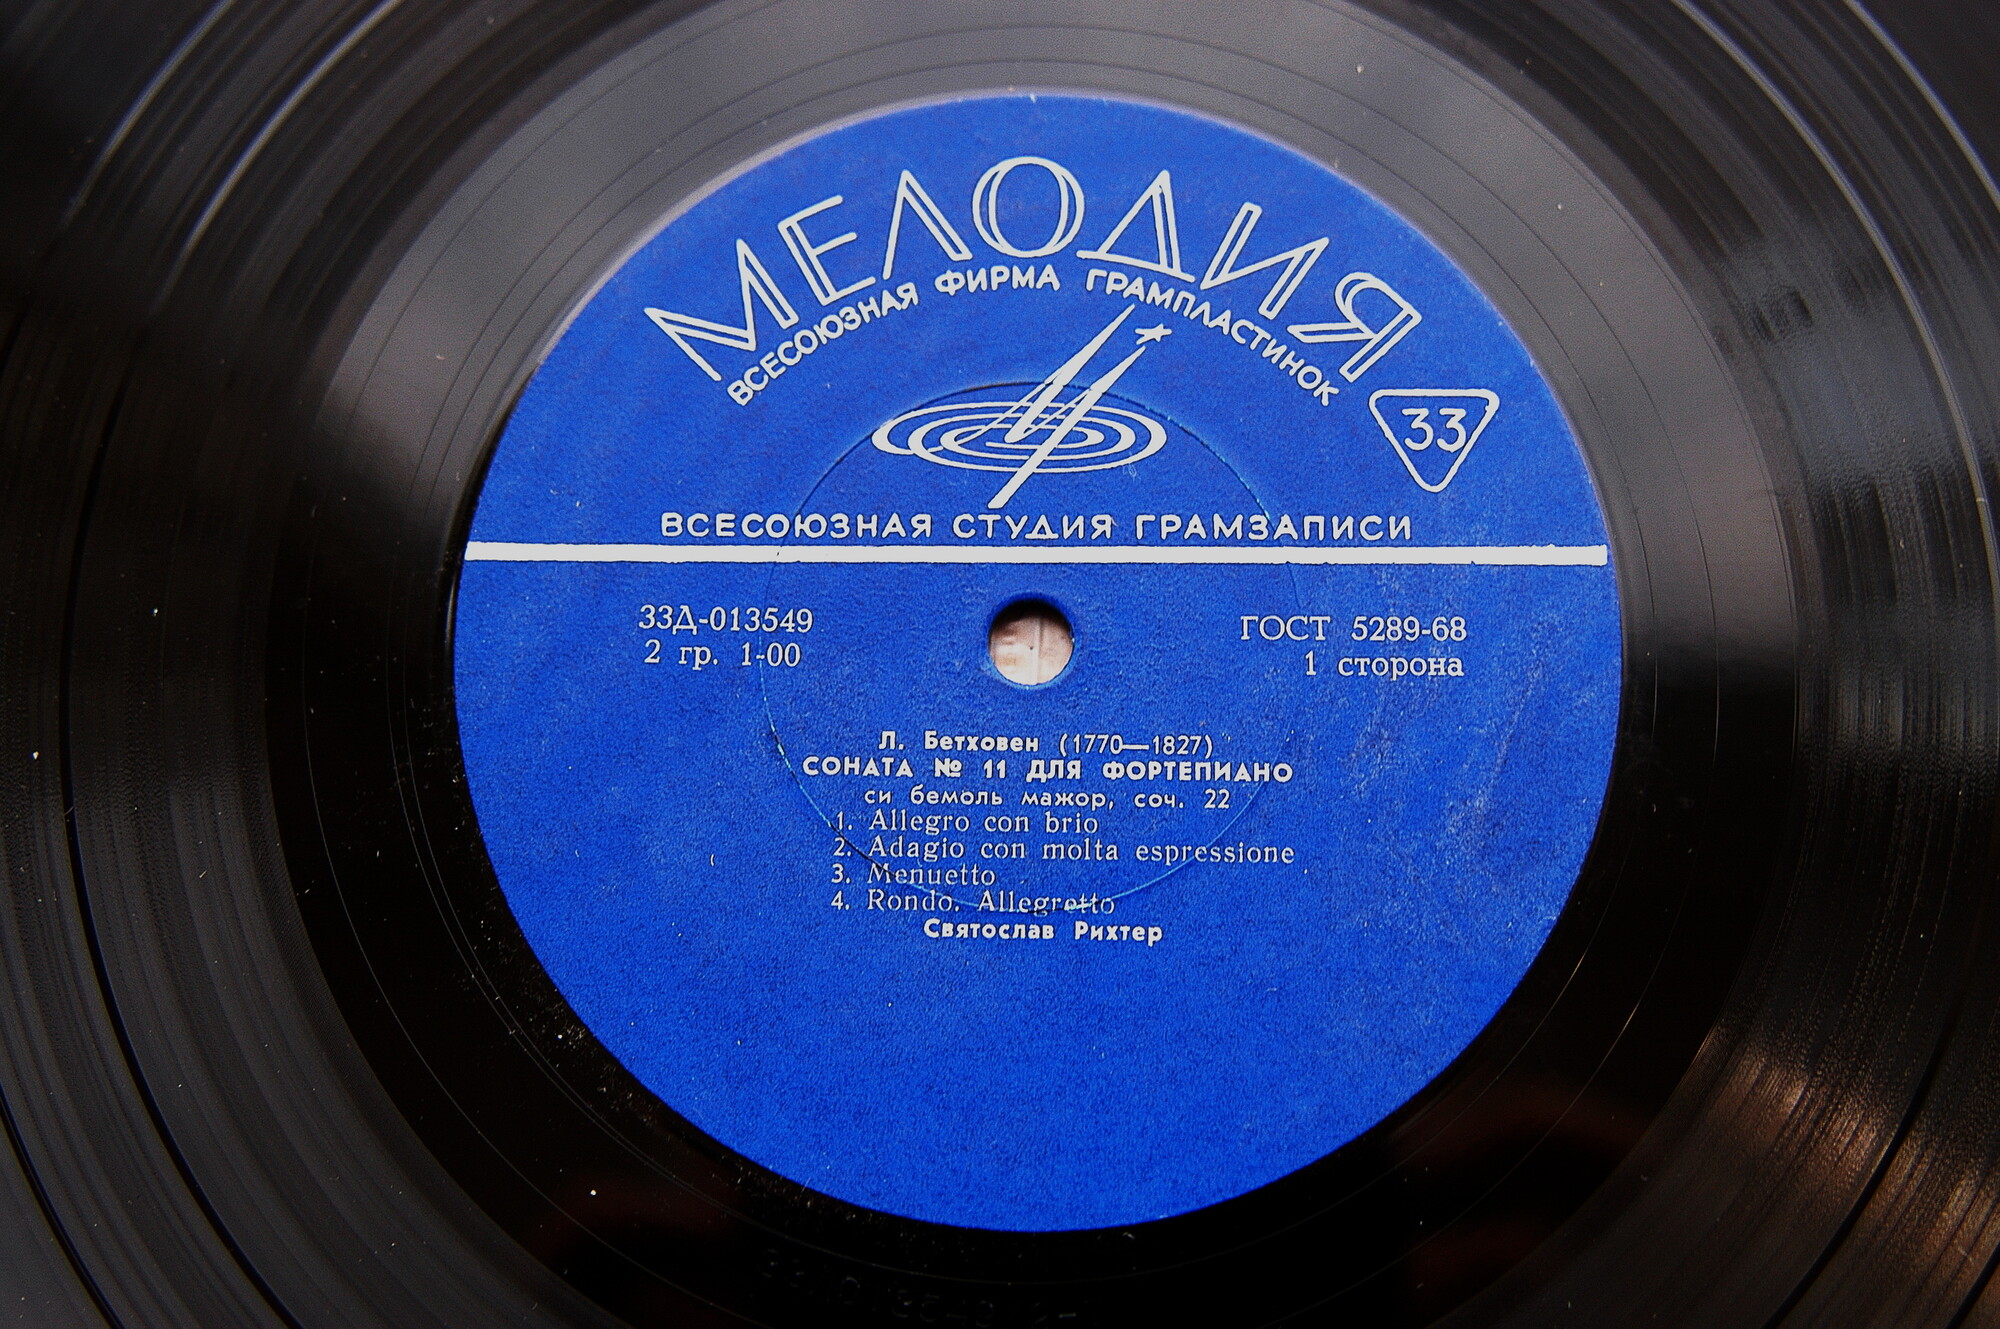 МЕЛОДИЯ
ВСЕСОЮЗНАЯ ФИРМА ГРАМПЛАСТИНОК
33
ВСЕСОЮЗНАЯ СТУДИЯ ГРАМЗАПИСИ
33Д-013549
2 гр. 1-00
ГОСТ 5289-68
1 сторона
Л. Бетховен (1770—1827)
СОНАТА № 11 ДЛЯ ФОРТЕПИАНО
си бемоль мажор, соч. 22
1. Allegro con brio
2. Adagio con molta espressione
3. Menuetto
4. Rondo. Allegretto
Святослав Рихтер